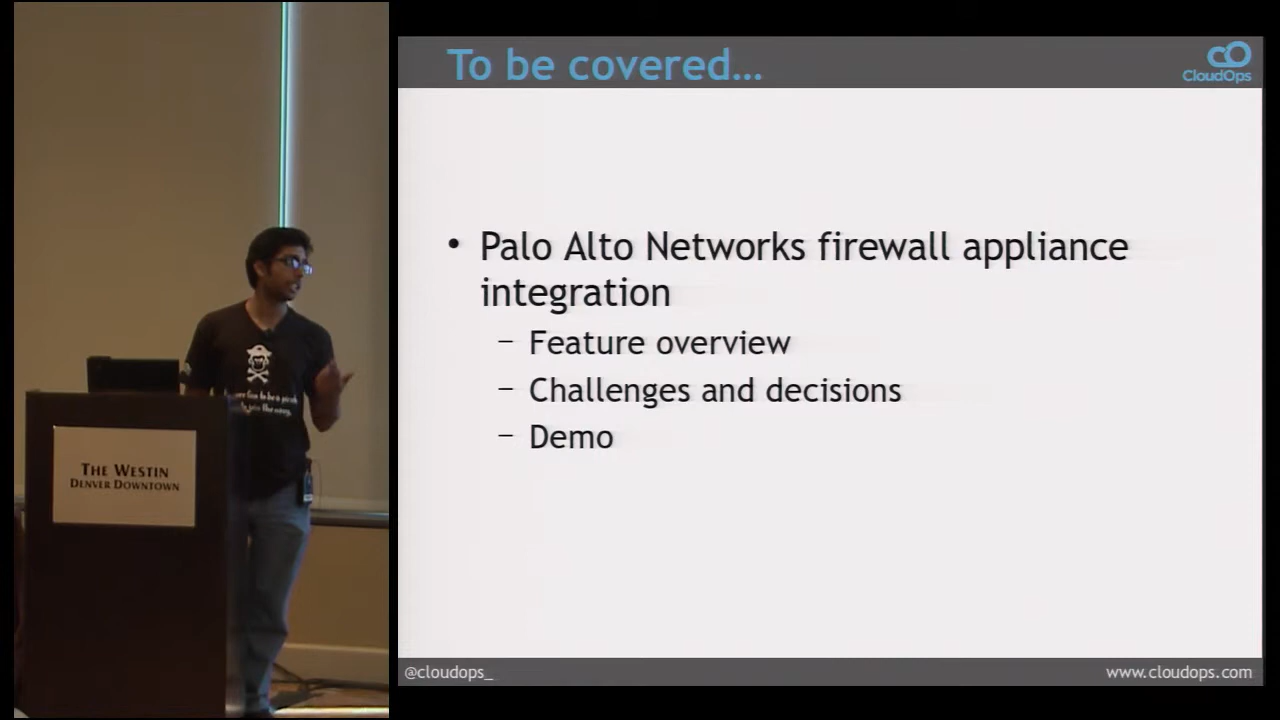 To be covered...
CloudOps
• Palo Alto Networks firewall appliance
integration
– Feature overview
– Challenges and decisions
– Demo
@cloudops_
www.cloudops.com
THE WESTIN
DENVER DOWNTOWN